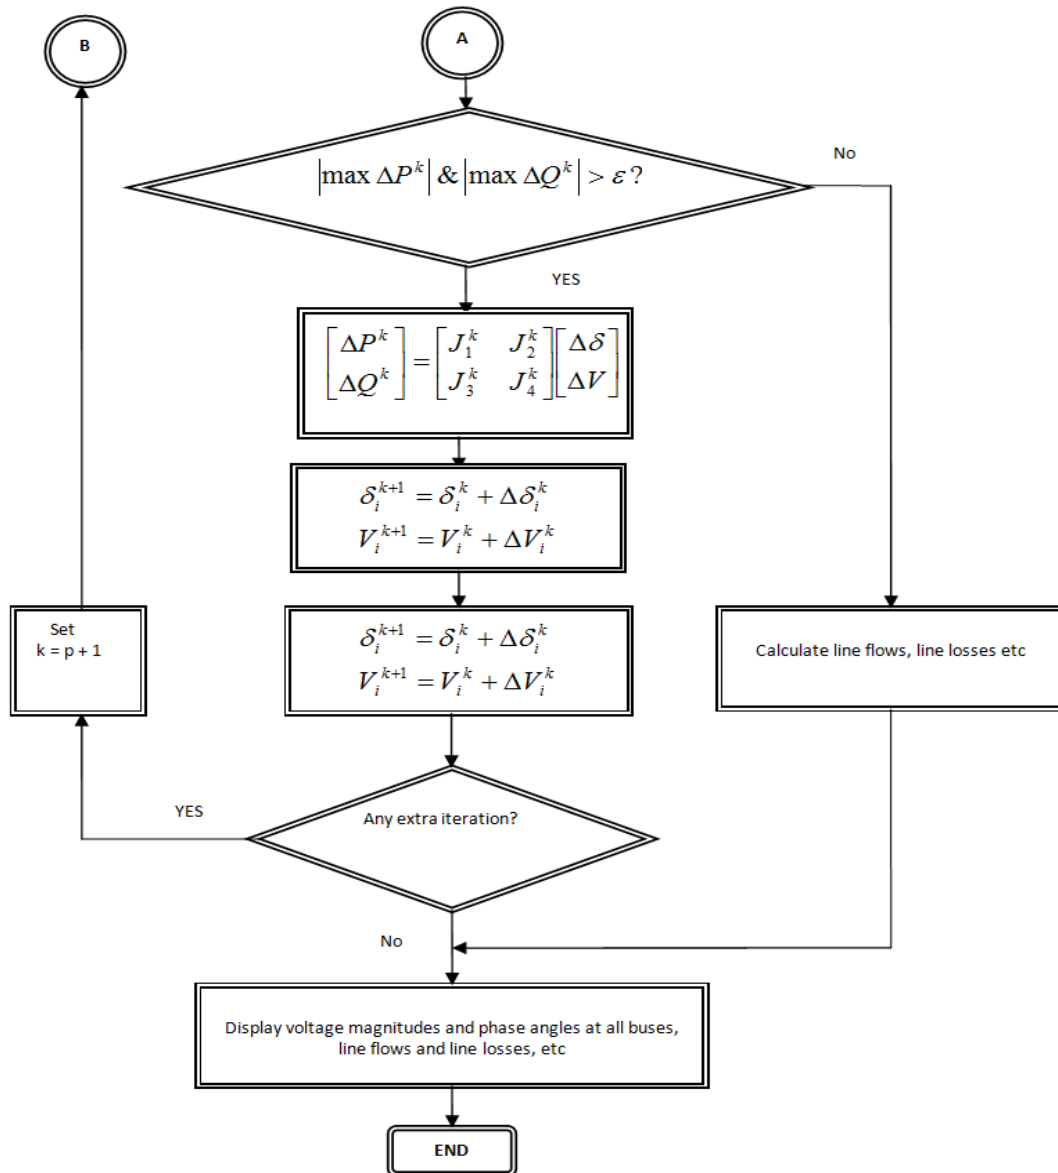 B
A
|max ΔP^k| & |max ΔQ^k| > ε ?
No
YES
[ΔP^k] = [J_1^k J_2^k] [Δδ]
[ΔQ^k] [J_3^k J_4^k] [ΔV]
δ_i^{k+1} = δ_i^k + Δδ_i^k
V_i^{k+1} = V_i^k + ΔV_i^k
Set
k = p + 1
δ_i^{k+1} = δ_i^k + Δδ_i^k
V_i^{k+1} = V_i^k + ΔV_i^k
Calculate line flows, line losses etc
YES
Any extra iteration?
No
Display voltage magnitudes and phase angles at all buses,
line flows and line losses, etc
END